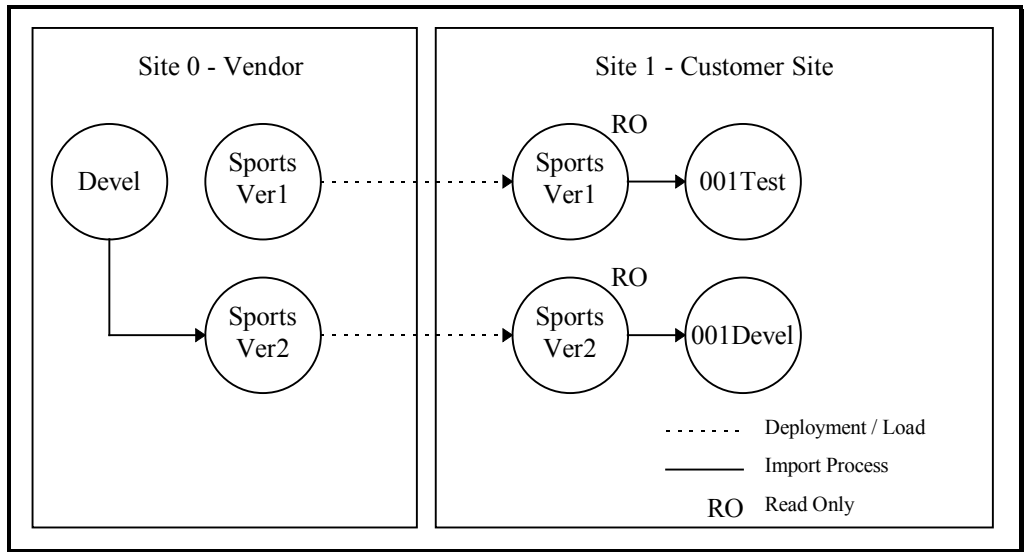 Site 0 - Vendor
Site 1 - Customer Site
Devel
Sports
Ver1
RO
Sports
Ver1
001Test
Sports
Ver2
RO
Sports
Ver2
001Devel
Deployment / Load
Import Process
RO Read Only